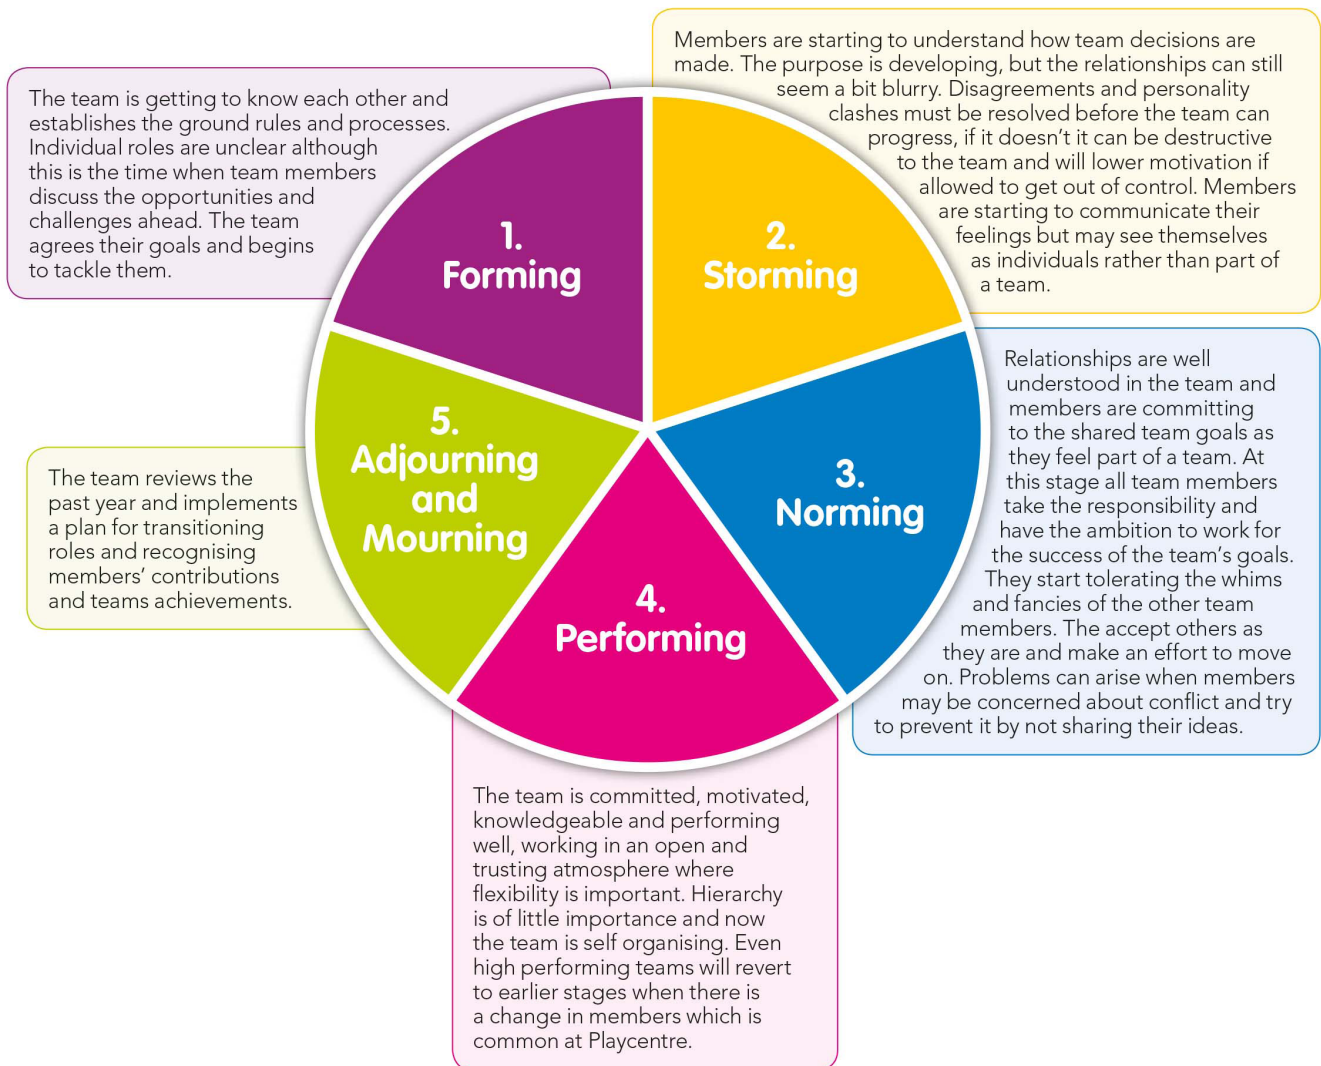 The team is getting to know each other and
establishes the ground rules and processes.
Individual roles are unclear although
this is the time when team members
discuss the opportunities and
challenges ahead. The team
agrees their goals and begins
to tackle them.
1.
Forming
Members are starting to understand how team decisions are
made. The purpose is developing, but the relationships can still
seem a bit blurry. Disagreements and personality
clashes must be resolved before the team can
progress, if it doesn’t it can be destructive
to the team and will lower motivation if
allowed to get out of control. Members
are starting to communicate their
feelings but may see themselves
as individuals rather than part of
a team.
2.
Storming
Relationships are well
understood in the team and
members are committing
to the shared team goals as
they feel part of a team. At
this stage all team members
take the responsibility and
have the ambition to work for
the success of the team’s goals.
They start tolerating the whims
and fancies of the other team
members. The accept others as
they are and make an effort to move
on. Problems can arise when members
may be concerned about conflict and try
to prevent it by not sharing their ideas.
3.
Norming
4.
Performing
The team is committed, motivated,
knowledgeable and performing
well, working in an open and
trusting atmosphere where
flexibility is important. Hierarchy
is of little importance and now
the team is self organising. Even
high performing teams will revert
to earlier stages when there is
a change in members which is
common at Playcentre.
5.
Adjourning
and
Mourning
The team reviews the
past year and implements
a plan for transitioning
roles and recognising
members’ contributions
and teams achievements.